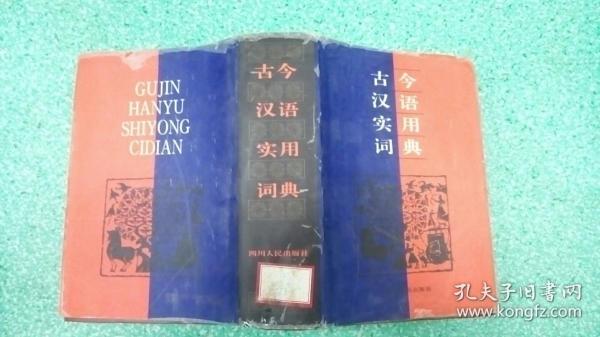 GUJIN
HANYU
SHIYONG
CIDIAN
古今
汉语
实用
词典
四川人民出版社
古今
汉语
实用
词典
孔夫子旧书网
www.kongfz.com